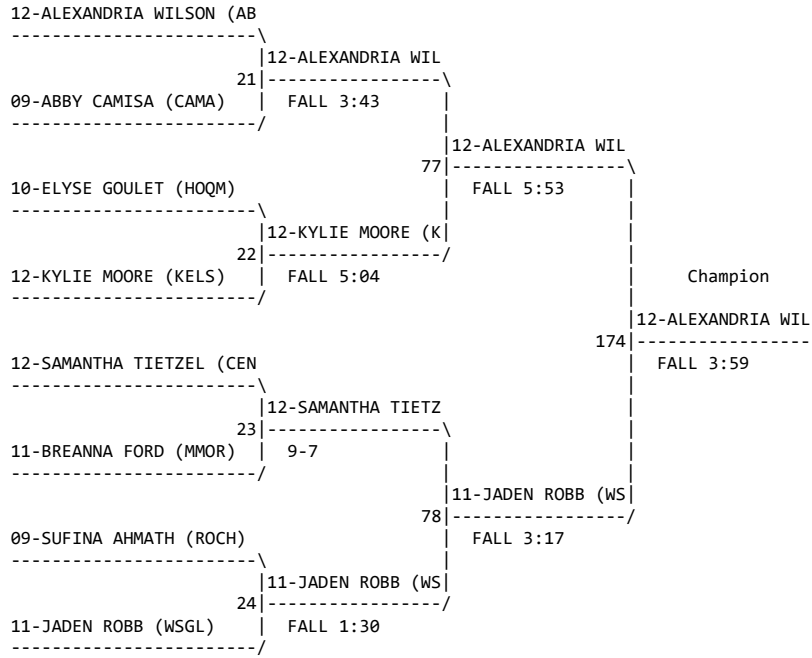 12-ALEXANDRIA WILSON (AB
------------------------\
|12-ALEXANDRIA WIL
21|-----------------\
09-ABBY CAMISA (CAMA) | FALL 3:43 |
------------------------/ |
|12-ALEXANDRIA WIL
77|-----------------\
10-ELYSE GOULET (HOQM) | FALL 5:53 |
------------------------\ | |
|12-KYLIE MOORE (K| |
22|-----------------/ |
12-KYLIE MOORE (KELS) | FALL 5:04 | Champion
------------------------/ |
|12-ALEXANDRIA WIL
174|-----------------
12-SAMANTHA TIETZEL (CEN | FALL 3:59
------------------------\ |
|12-SAMANTHA TIETZ |
23|-----------------\ |
11-BREANNA FORD (MMOR) | 9-7 | |
------------------------/ | |
|11-JADEN ROBB (WS|
78|-----------------/
09-SUFINA AHMATH (ROCH) | FALL 3:17
------------------------\ |
|11-JADEN ROBB (WS|
24|-----------------/
11-JADEN ROBB (WSGL) | FALL 1:30
------------------------/